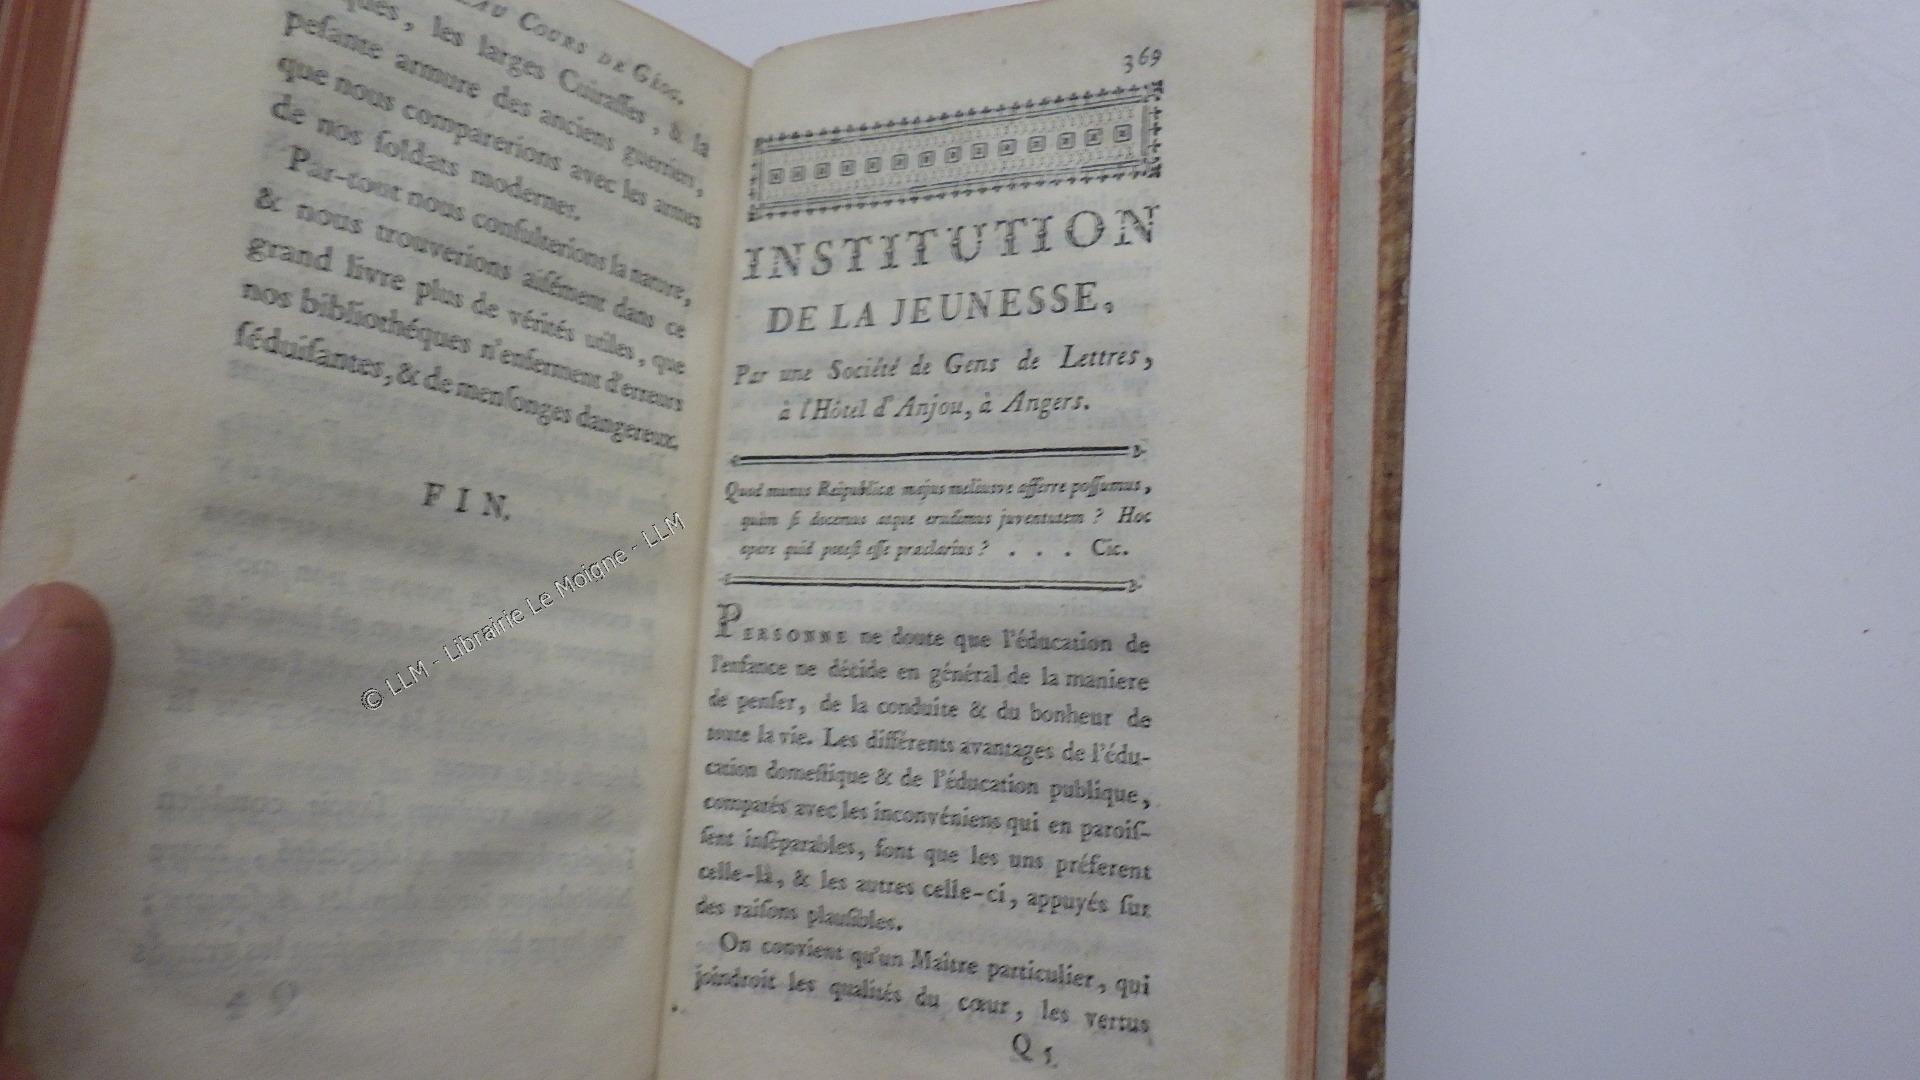 EAU COURS DE GÉOG.
ques, les larges Cuiraſſes, & la
peſante armure des anciens guerriers,
que nous comparerions avec les armes
de nos ſoldats modernes.
Par-tout nous conſulterions la nature,
& nous trouverions aiſément dans ce
grand livre plus de vérités utiles, que
nos bibliothéques n'enferment d'erreurs
ſéduiſantes, & de menſonges dangereux.
FIN.
© LLM - Librairie Le Moigne - LLM
369
INSTITUTION
DE LA JEUNESSE,
Par une Société de Gens de Lettres,
à l'Hôtel d'Anjou, à Angers.
Quod munus Reipublicæ majus meliusve afferre poſſumus,
quàm ſi docemus atque erudimus juventutem ? Hoc
opere quid poteſt eſſe præclarius ? . . . Cic.
PERSONNE ne doute que l'éducation de
l'enfance ne décide en général de la maniere
de penſer, de la conduite & du bonheur de
toute la vie. Les différents avantages de l'édu-
cation domeſtique & de l'éducation publique,
comparés avec les inconvéniens qui en paroiſ-
ſent inſéparables, font que les uns préferent
celle-là, & les autres celle-ci, appuyés ſur
des raiſons plauſibles.
On convient qu'un Maître particulier, qui
joindroit les qualités du cœur, les vertus
Q 5